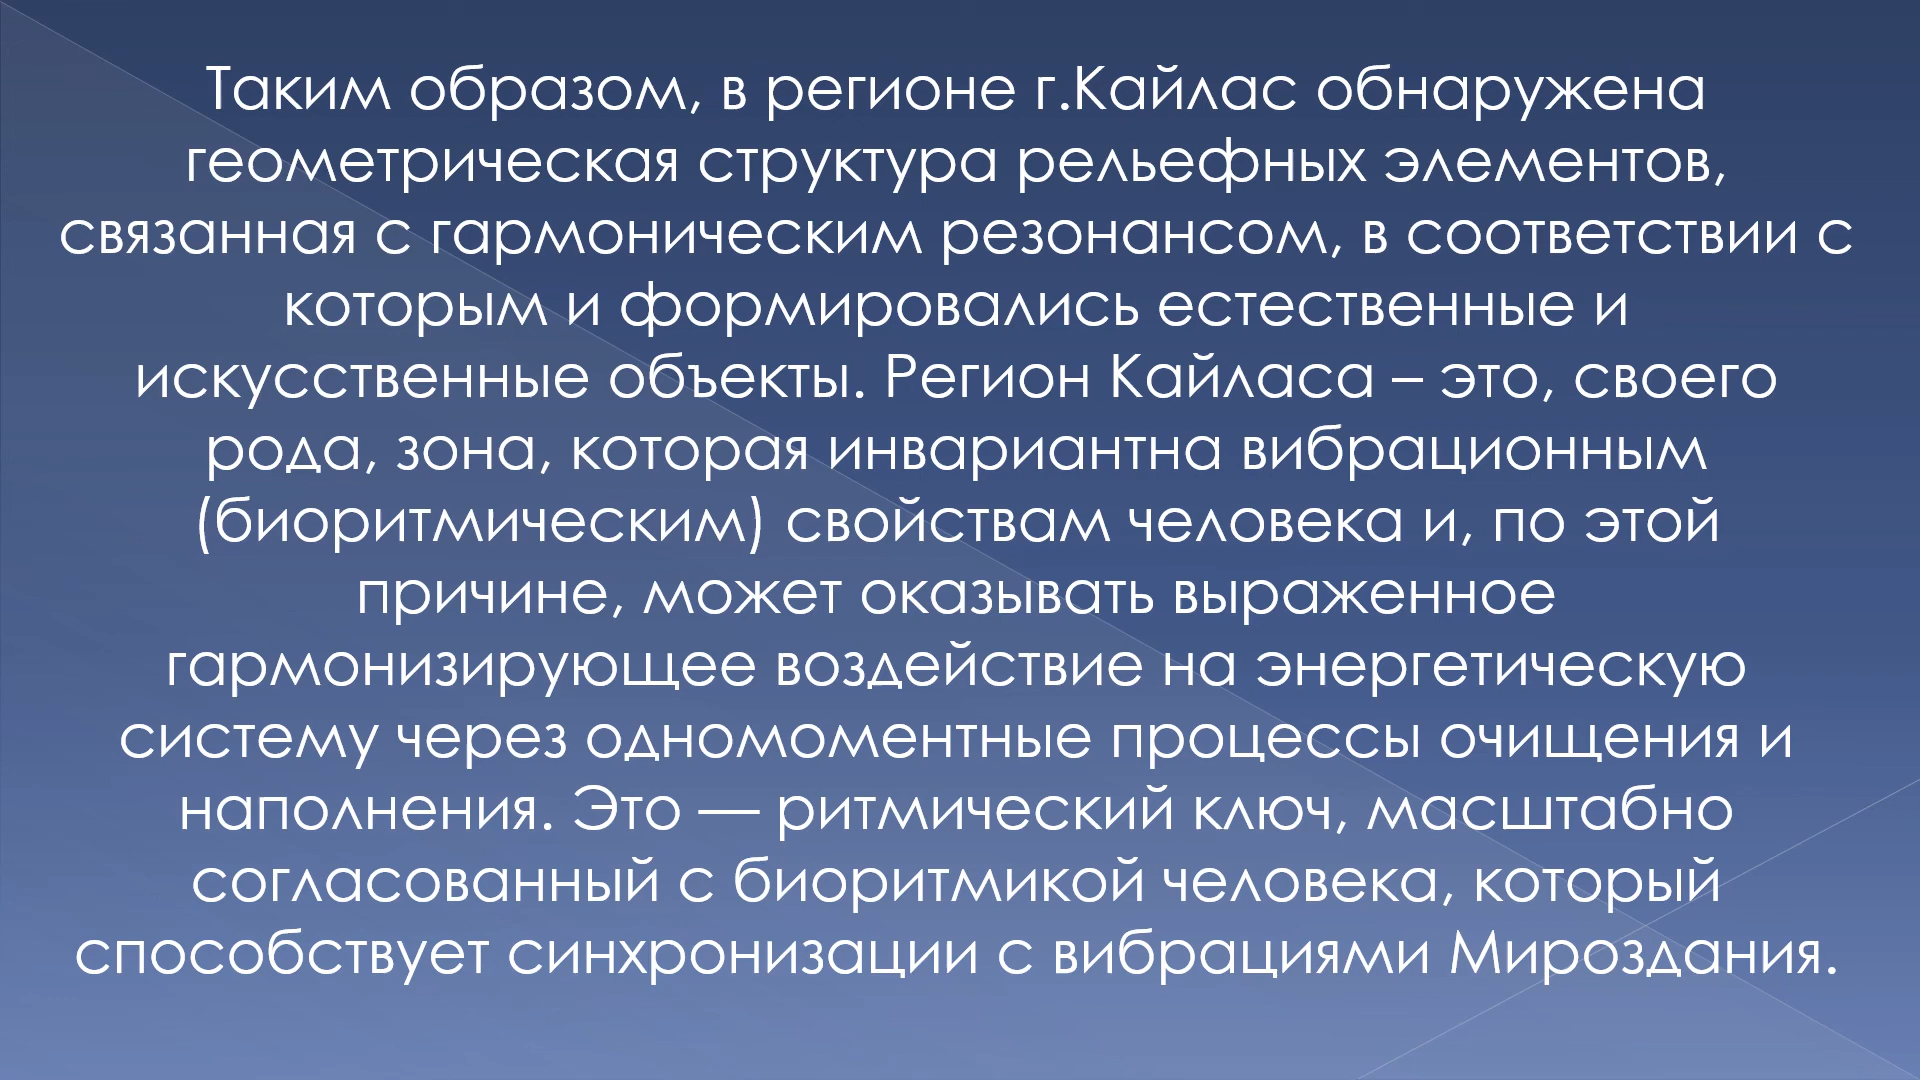 Таким образом, в регионе г.Кайлас обнаружена
геометрическая структура рельефных элементов,
связанная с гармоническим резонансом, в соответствии с
которым и формировались естественные и
искусственные объекты. Регион Кайласа – это, своего
рода, зона, которая инвариантна вибрационным
(биоритмическим) свойствам человека и, по этой
причине, может оказывать выраженное
гармонизирующее воздействие на энергетическую
систему через одномоментные процессы очищения и
наполнения. Это — ритмический ключ, масштабно
согласованный с биоритмикой человека, который
способствует синхронизации с вибрациями Мироздания.